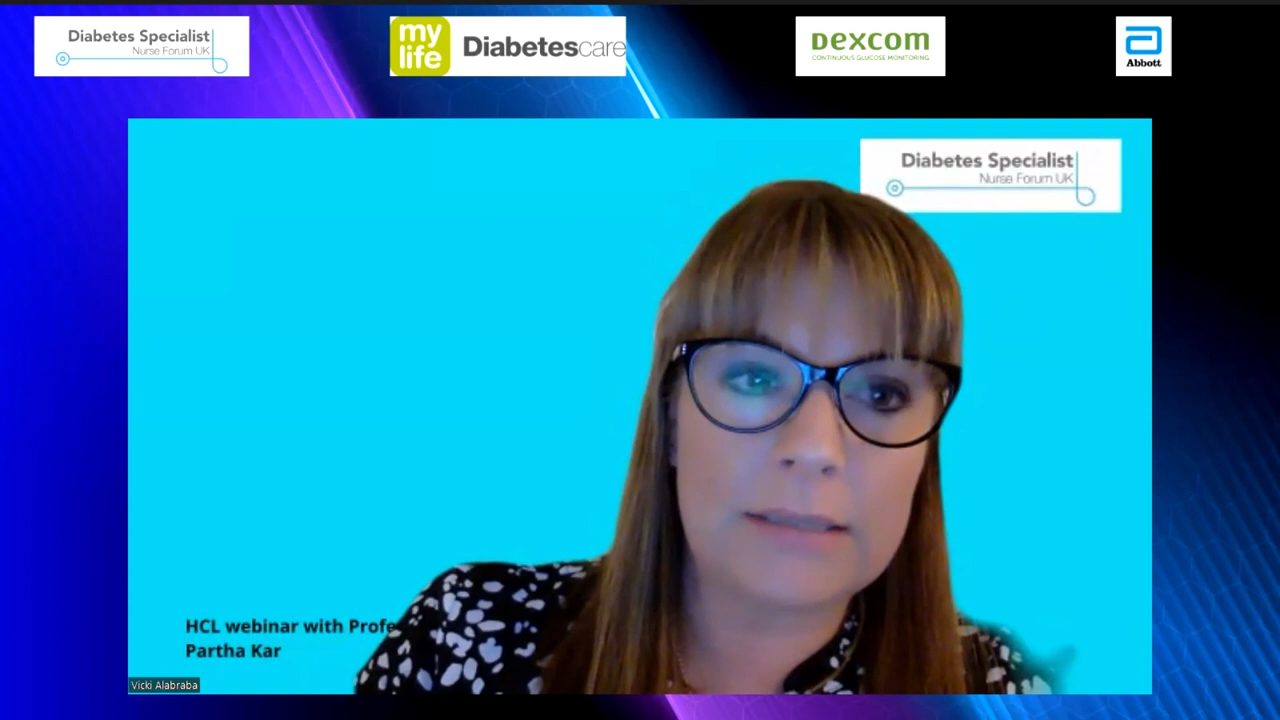 Diabetes Specialist
Nurse Forum UK
my
life
Diabetescare
Dexcom
CONTINUOUS GLUCOSE MONITORING
Abbott
Diabetes Specialist
Nurse Forum UK
HCL webinar with Profe
Partha Kar
Vicki Alabraba